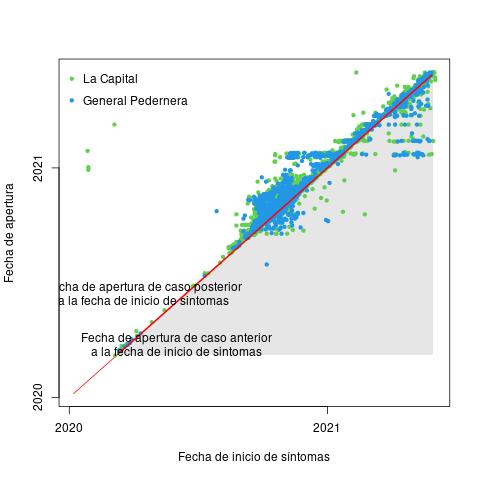 La Capital
General Pedernera
cha de apertura de caso posterior
a la fecha de inicio de síntomas
Fecha de apertura de caso anterior
a la fecha de inicio de sintomas
Fecha de apertura
2021
2020
2020
2021
Fecha de inicio de síntomas